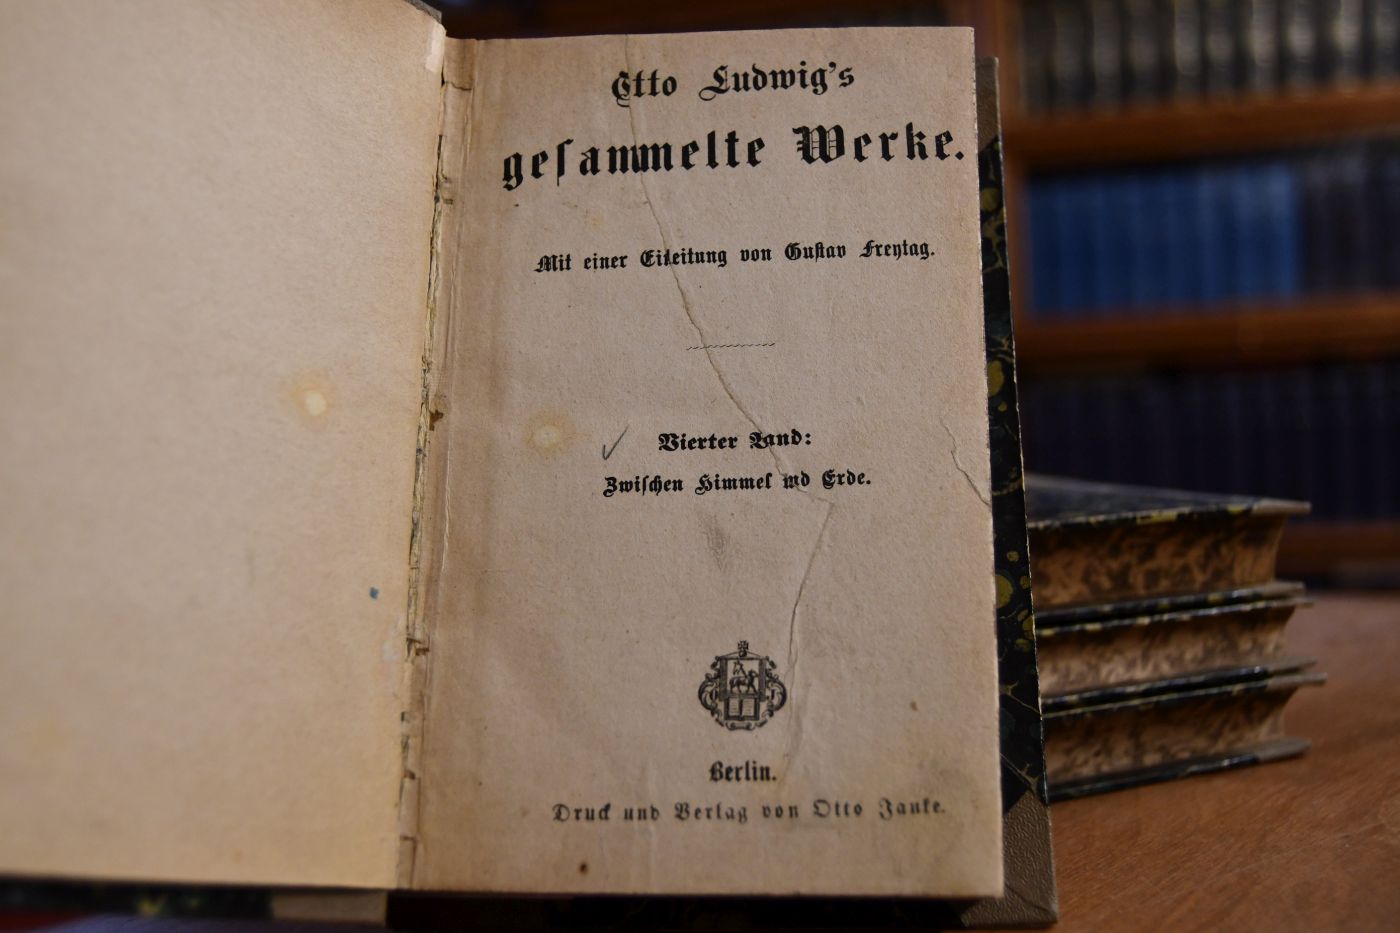 Otto Ludwig's
gesammelte Werke.
Mit einer Einleitung von Gustav Freytag.
Vierter Band:
Zwischen Himmel und Erde.
Berlin.
Druck und Verlag von Otto Janke.